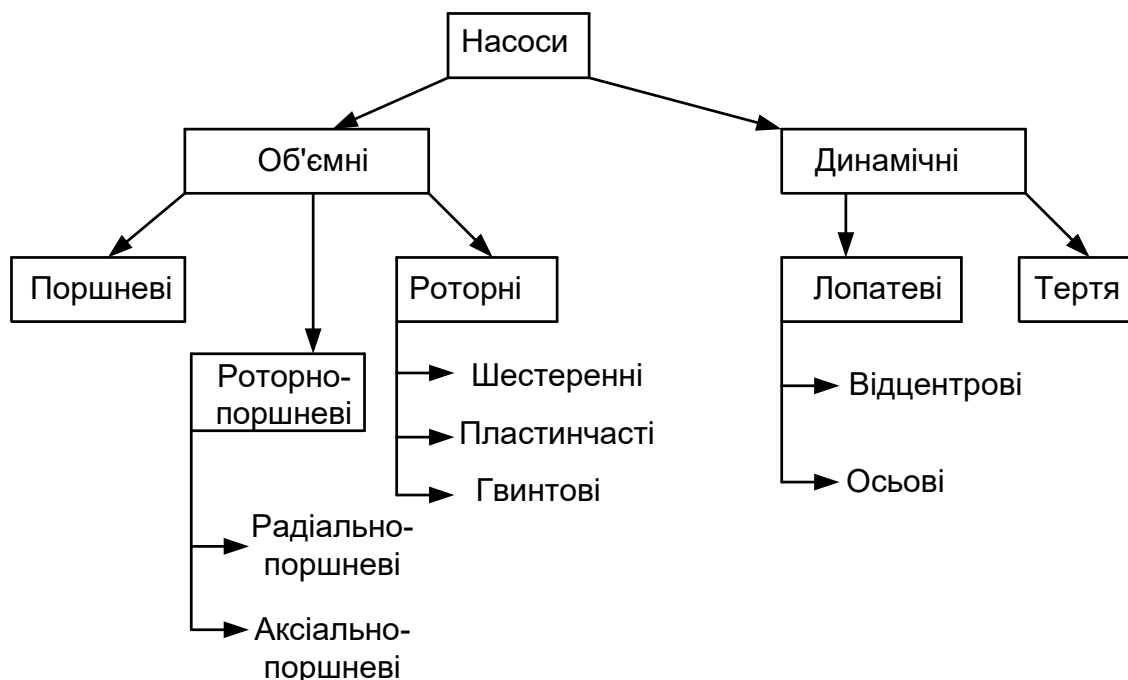 Насоси
Об'ємні
Динамічні
Поршневі
Роторні
Лопатеві
Тертя
Роторно-
поршневі
Шестеренні
Пластинчасті
Гвинтові
Відцентрові
Осьові
Радіально-
поршневі
Аксіально-
поршневі